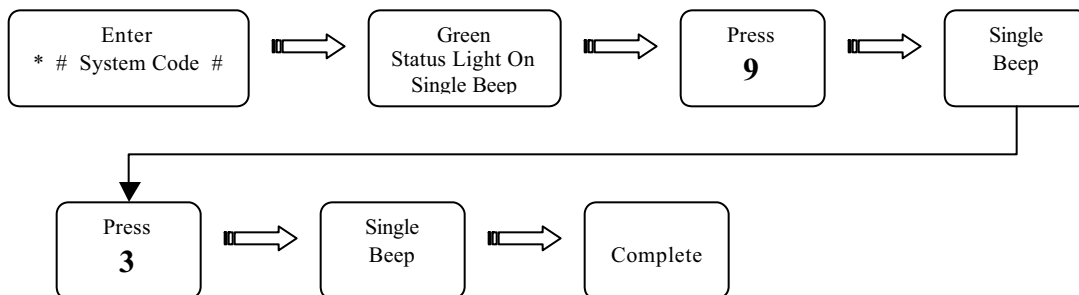 Enter
* # System Code #
Green
Status Light On
Single Beep
Press
9
Single
Beep
Press
3
Single
Beep
Complete